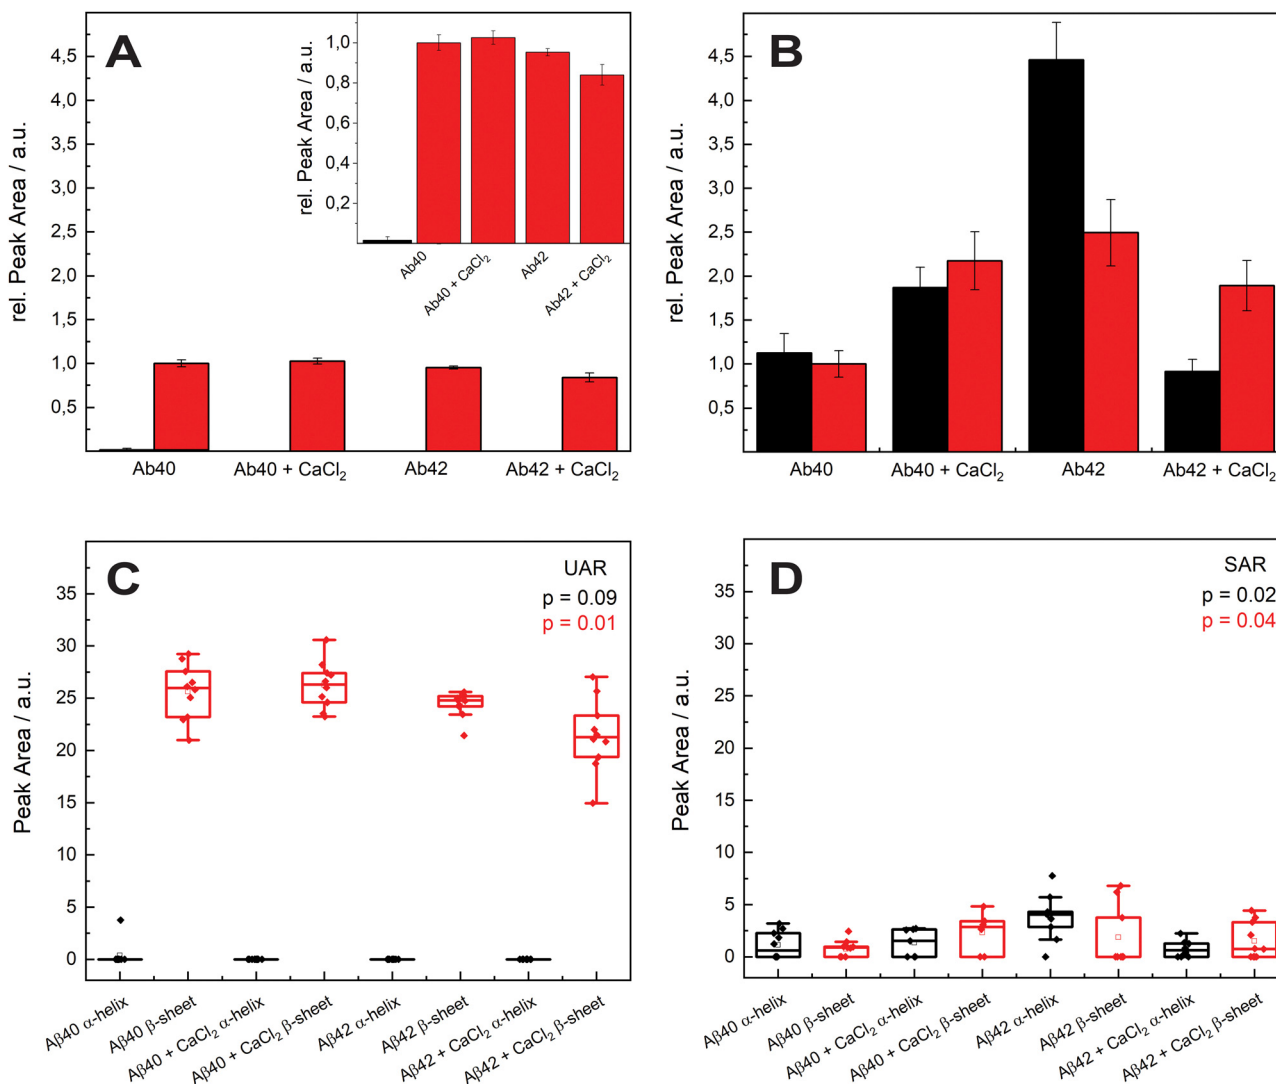 A
rel. Peak Area / a.u.
4,5
4,0
3,5
3,0
2,5
2,0
1,5
1,0
0,5
Ab40
Ab40 + CaCl₂
Ab42
Ab42 + CaCl₂
rel. Peak Area / a.u.
1,0
0,8
0,6
0,4
0,2
Ab40
Ab40 + CaCl₂
Ab42
Ab42 + CaCl₂
B
rel. Peak Area / a.u.
4,5
4,0
3,5
3,0
2,5
2,0
1,5
1,0
0,5
Ab40
Ab40 + CaCl₂
Ab42
Ab42 + CaCl₂
C
UAR
p = 0.09
p = 0.01
Peak Area / a.u.
35
30
25
20
15
10
5
0
Aβ40 α-helix
Aβ40 β-sheet
Aβ40 + CaCl₂ α-helix
Aβ40 + CaCl₂ β-sheet
Aβ42 α-helix
Aβ42 β-sheet
Aβ42 + CaCl₂ α-helix
Aβ42 + CaCl₂ β-sheet
D
SAR
p = 0.02
p = 0.04
Peak Area / a.u.
35
30
25
20
15
10
5
0
Aβ40 α-helix
Aβ40 β-sheet
Aβ40 + CaCl₂ α-helix
Aβ40 + CaCl₂ β-sheet
Aβ42 α-helix
Aβ42 β-sheet
Aβ42 + CaCl₂ α-helix
Aβ42 + CaCl₂ β-sheet